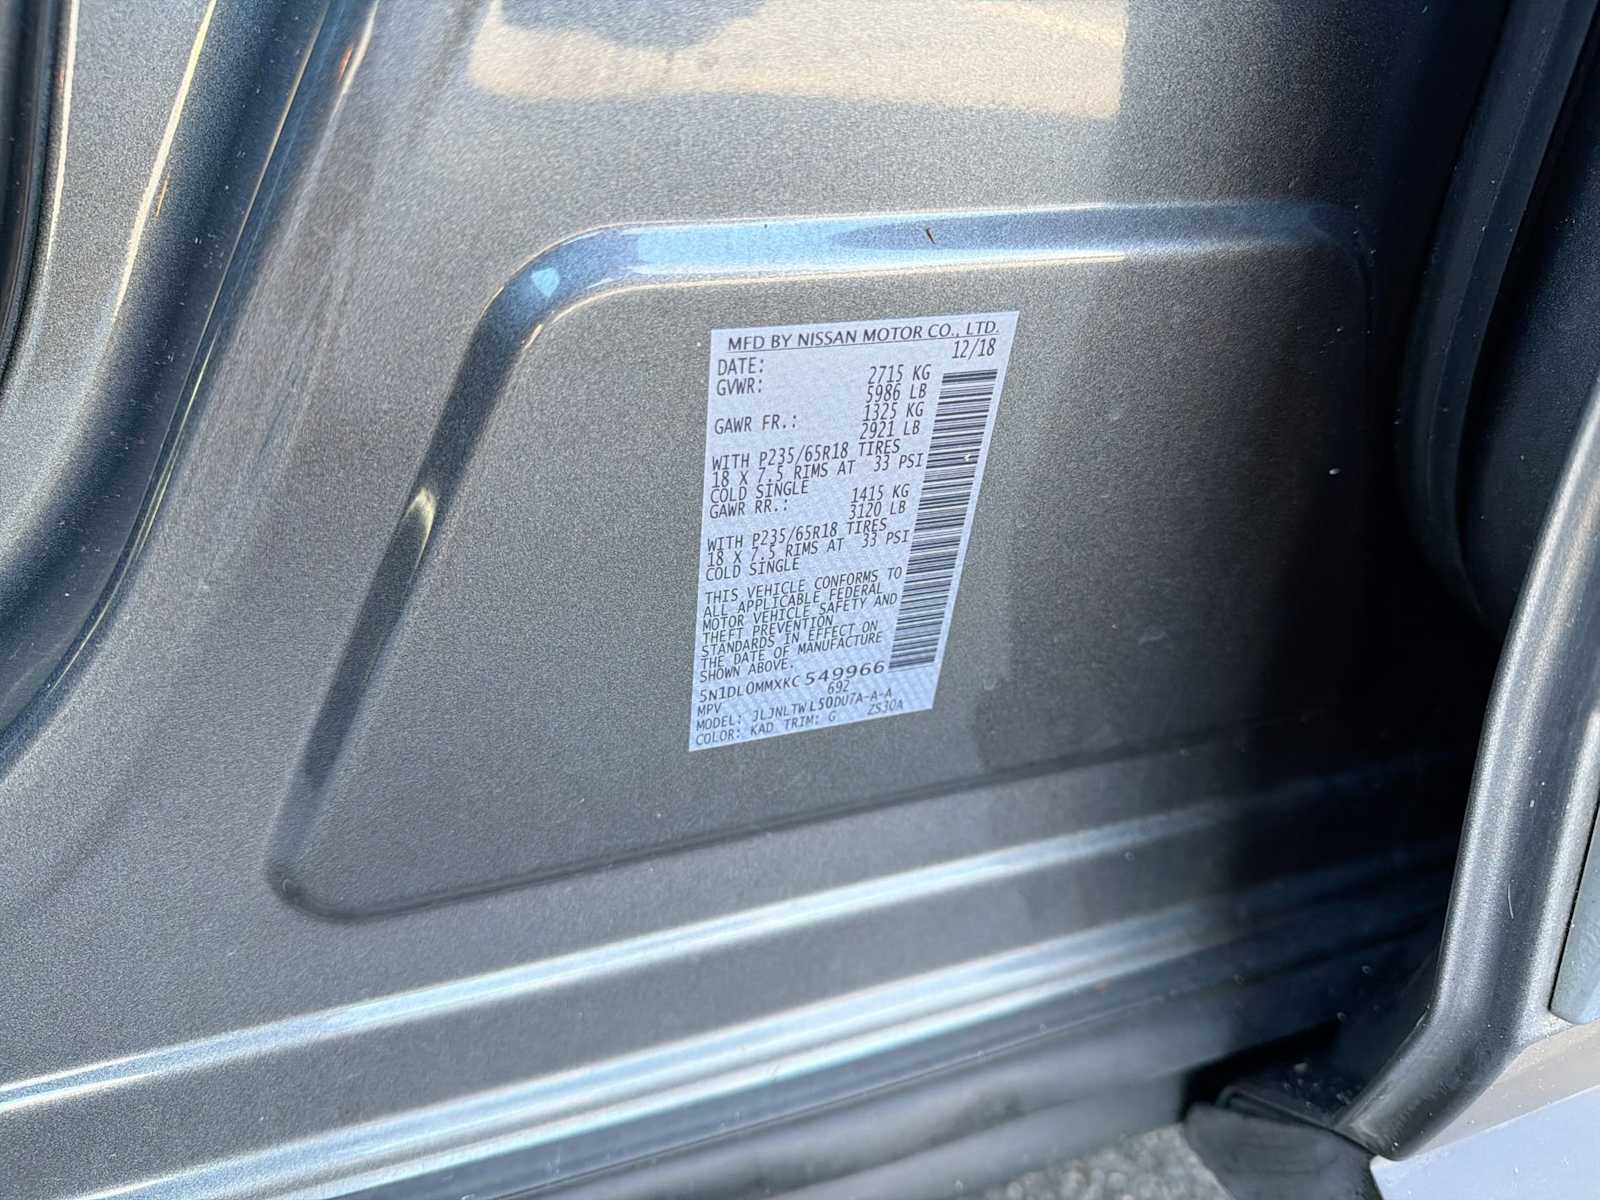 MFD BY NISSAN MOTOR CO., LTD.
DATE: 12/18
GVWR: 2715 KG
5986 LB
GAWR FR.: 1325 KG
2921 LB
WITH P235/65R18 TIRES
18 X 7.5 RIMS AT 33 PSI
COLD SINGLE
GAWR RR.: 1415 KG
3120 LB
WITH P235/65R18 TIRES
18 X 7.5 RIMS AT 33 PSI
COLD SINGLE
THIS VEHICLE CONFORMS TO
ALL APPLICABLE FEDERAL
MOTOR VEHICLE SAFETY AND
THEFT PREVENTION
STANDARDS IN EFFECT ON
THE DATE OF MANUFACTURE
SHOWN ABOVE.
5N1DL0MMXKC549966
MPV 692
MODEL: JLJNLTWL50DU7A-A-A
COLOR: KAD TRIM: G ZS30A